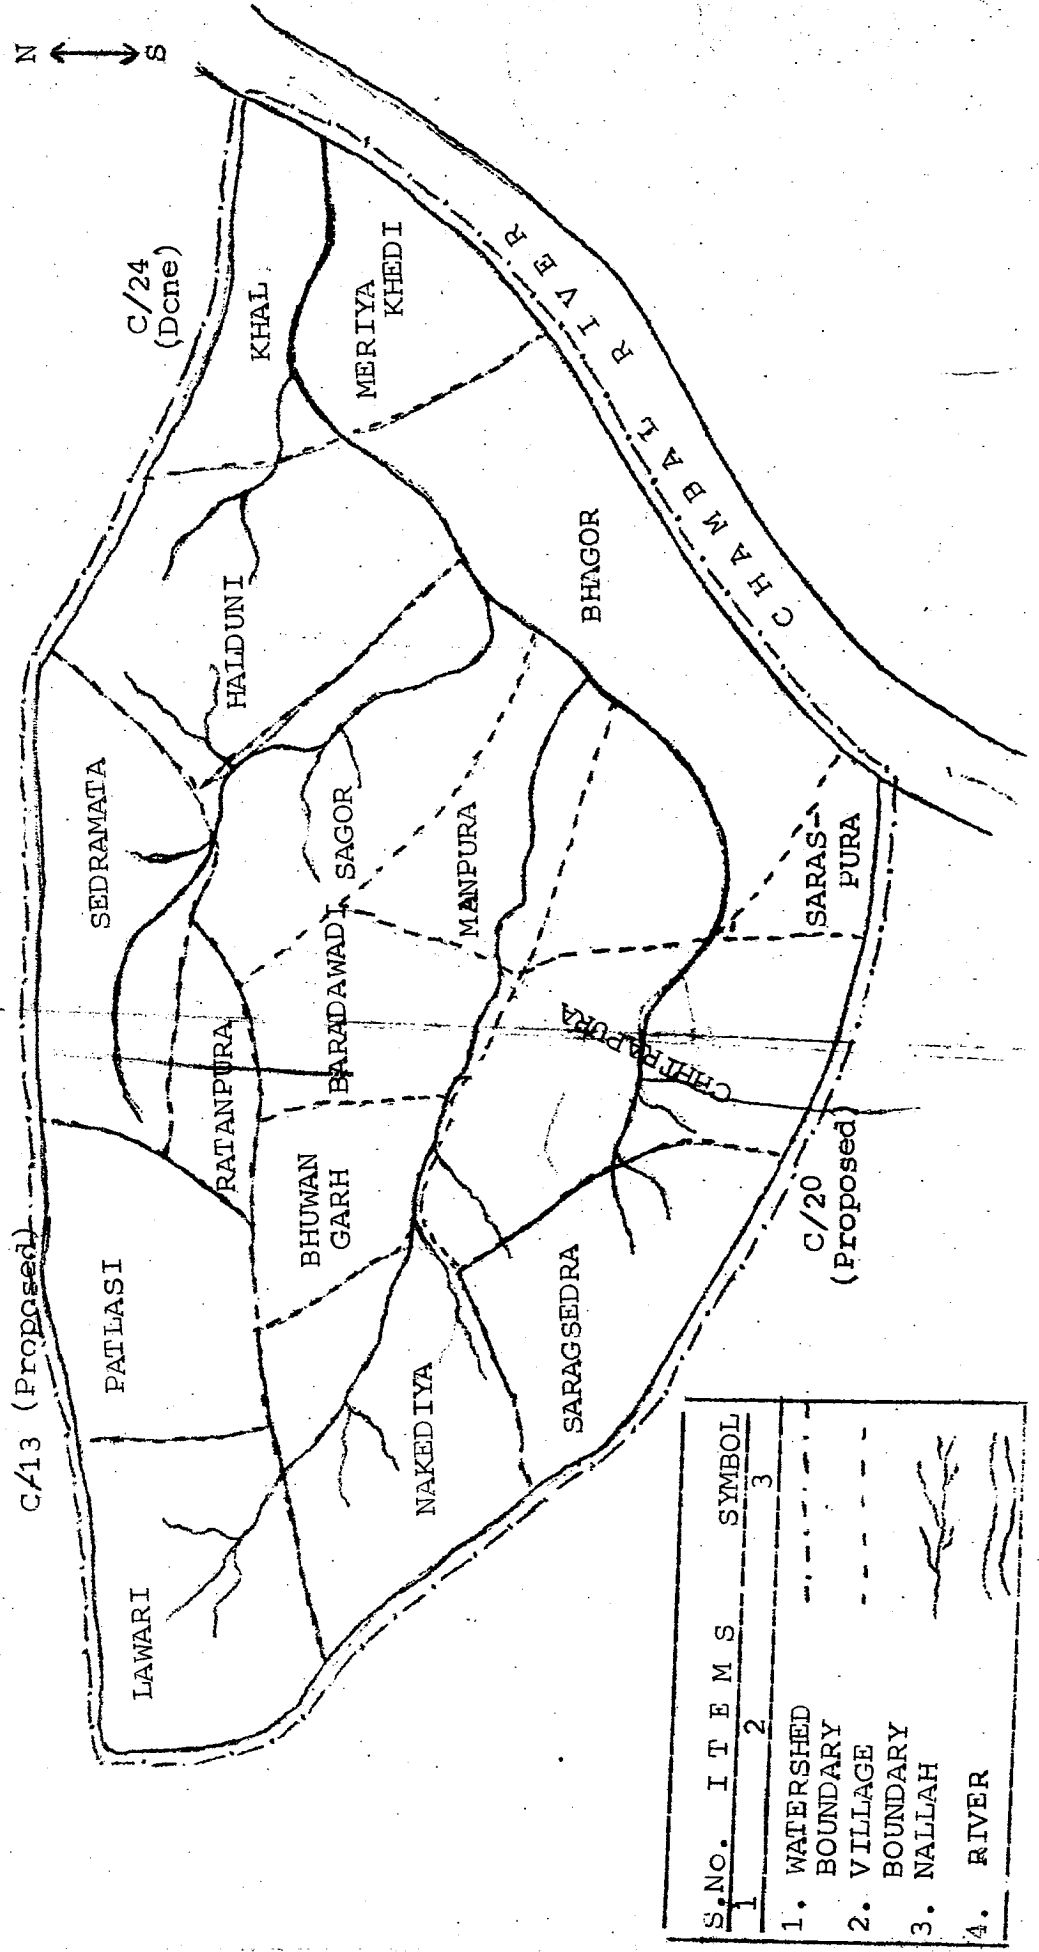 N
S
C/13 (Proposed)
C/24
(Dcne)
LAWARI
PATLASI
SEDRAMATA
HALDUNI
KHAL
MERIYA
KHEDI
RATANPURA
BHUWAN
GARH
BARADAWADI
SAGOR
NAKEDIYA
MANPURA
BHAGOR
SARAGSEDRA
CHHTRAPURA
SARAS-
PURA
CHAMBAL RIVER
C/20
(Proposed)
S.No. ITEMS SYMBOL
1 2 3
1. WATERSHED
BOUNDARY
2. VILLAGE
BOUNDARY
3. NALLAH
4. RIVER